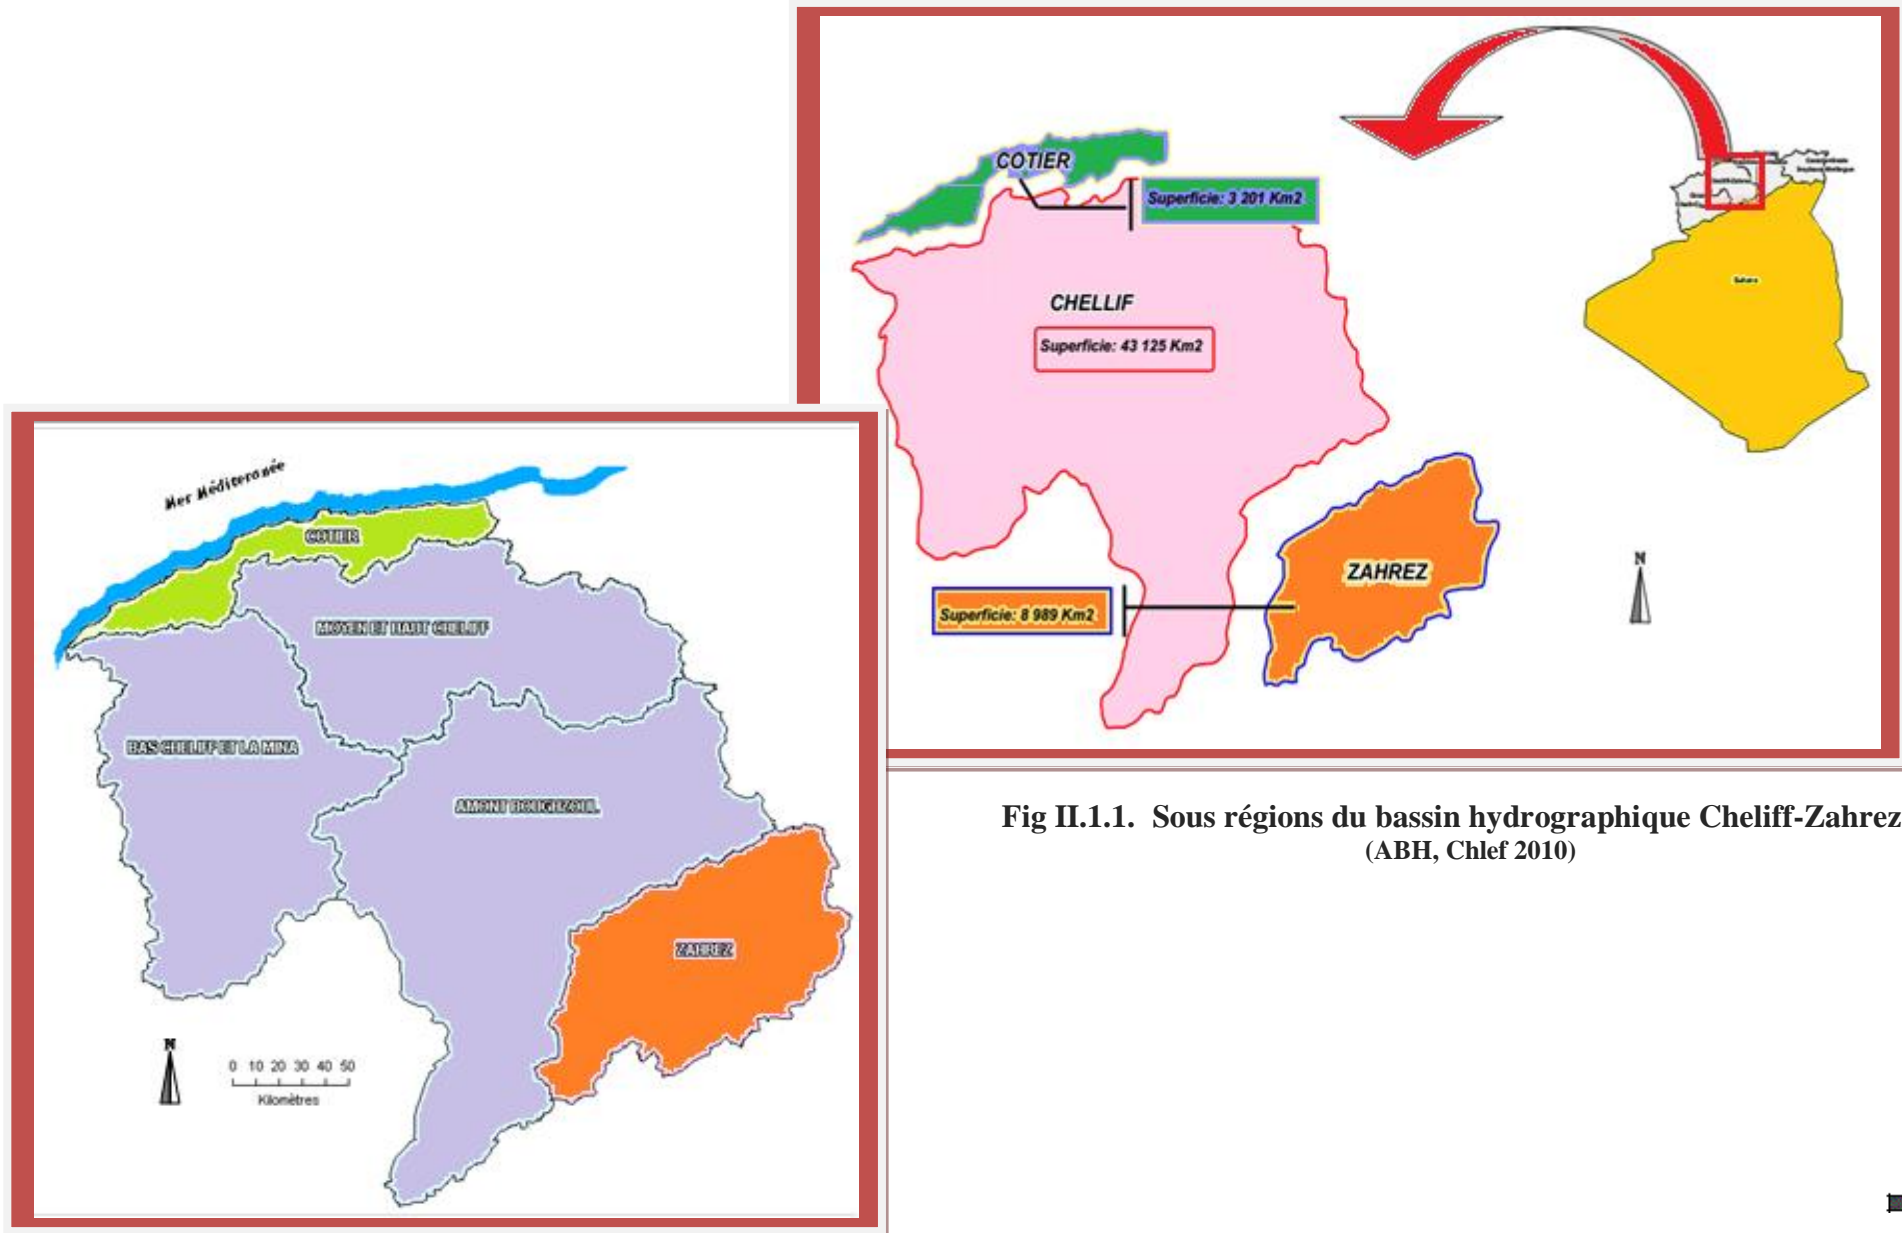 COTIER
Superficie: 3 201 Km2
CHELLIF
Superficie: 43 125 Km2
ZAHREZ
Superficie: 8 989 Km2
N
Sahara
Mer Méditeranée
COTIER
MOYEN ET HAUT CHELIFF
BAS CHELIFF ET LA MINA
AMONT BOUGHZOUL
ZAHREZ
N
0 10 20 30 40 50
Kilomètres
Fig II.1.1. Sous régions du bassin hydrographique Cheliff-Zahrez
(ABH, Chlef 2010)